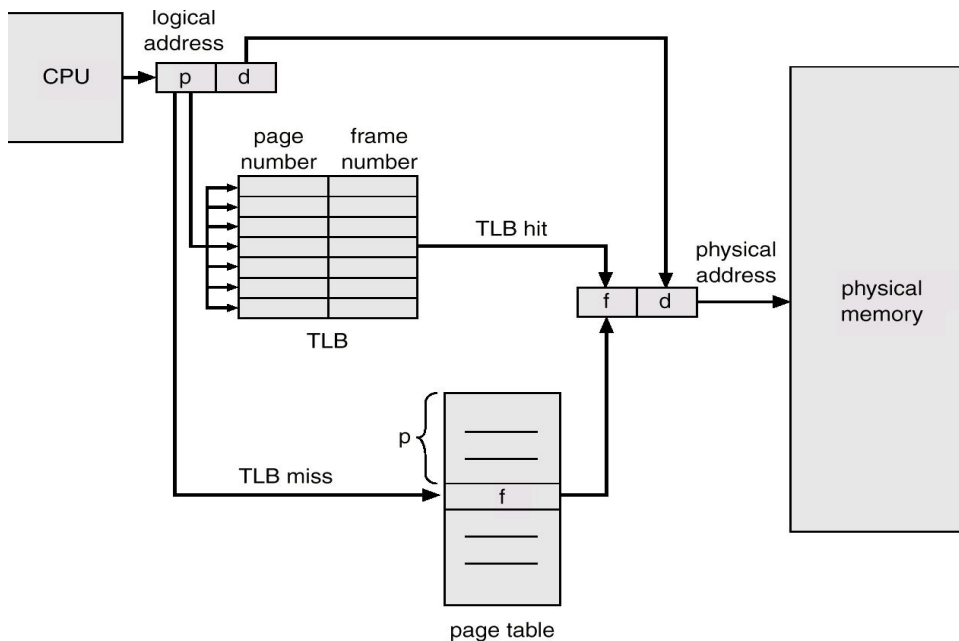 logical
address
CPU
p
d
page
number
frame
number
TLB hit
TLB
physical
address
f
d
physical
memory
p
TLB miss
f
page table